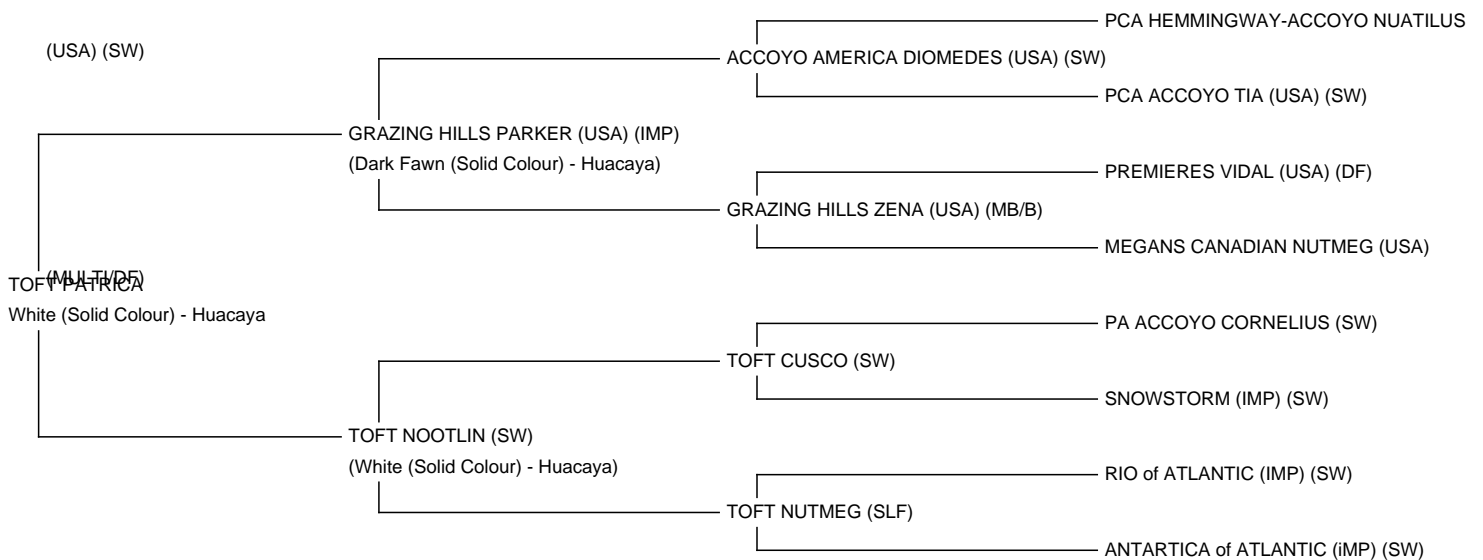 PCA HEMMINGWAY-ACCOYO NUATILUS
(USA) (SW)
ACCOYO AMERICA DIOMEDES (USA) (SW)
PCA ACCOYO TIA (USA) (SW)
GRAZING HILLS PARKER (USA) (IMP)
(Dark Fawn (Solid Colour) - Huacaya)
PREMIERES VIDAL (USA) (DF)
GRAZING HILLS ZENA (USA) (MB/B)
MEGANS CANADIAN NUTMEG (USA)
(MULTI/DF)
TOFT PATRICA
White (Solid Colour) - Huacaya
PA ACCOYO CORNELIUS (SW)
TOFT CUSCO (SW)
SNOWSTORM (IMP) (SW)
TOFT NOOTLIN (SW)
(White (Solid Colour) - Huacaya)
RIO of ATLANTIC (IMP) (SW)
TOFT NUTMEG (SLF)
ANTARTICA of ATLANTIC (iMP) (SW)